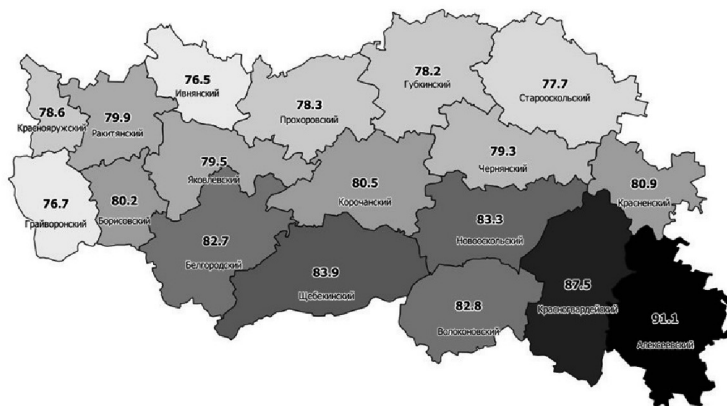 76.5
Ивнянский
78.2
Губкинский
77.7
Старооскольский
78.6
Краснояружский
79.9
Ракитянский
78.3
Прохоровский
79.5
Яковлевский
79.3
Чернянский
76.7
Грайворонский
80.2
Борисовский
80.5
Корочанский
80.9
Красненский
82.7
Белгородский
83.3
Новооскольский
83.9
Щебекинский
82.8
Волоконовский
87.5
Красногвардейский
91.1
Алексеевский